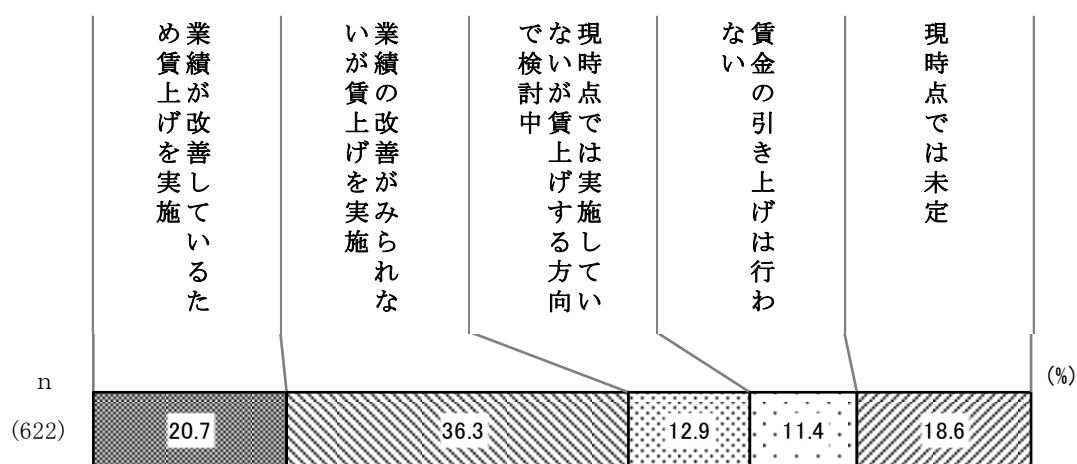 業績が改善しているた
め賃上げを実施
業績の改善がみられな
いが賃上げを実施
現時点では実施してい
ないが賃上げする方向
で検討中
賃金の引き上げは行わ
ない
現時点では未定
(%)
n
(622)
20.7
36.3
12.9
11.4
18.6